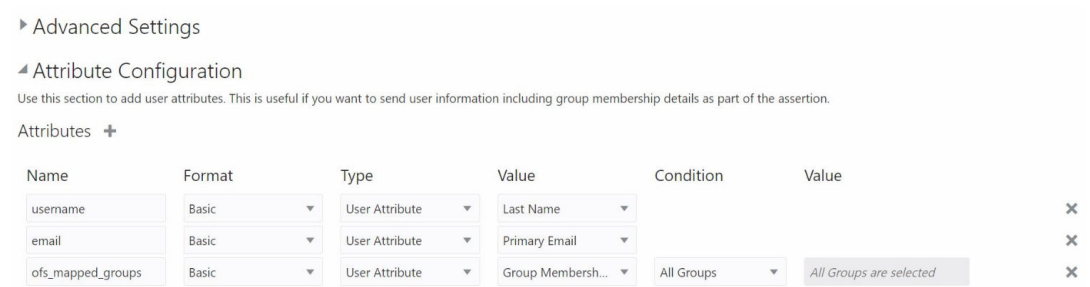 Advanced Settings
Attribute Configuration
Use this section to add user attributes. This is useful if you want to send user information including group membership details as part of the assertion.
Attributes
Name Format Type Value Condition Value
username Basic User Attribute Last Name
email Basic User Attribute Primary Email
ofs_mapped_groups Basic User Attribute Group Membersh... All Groups All Groups are selected